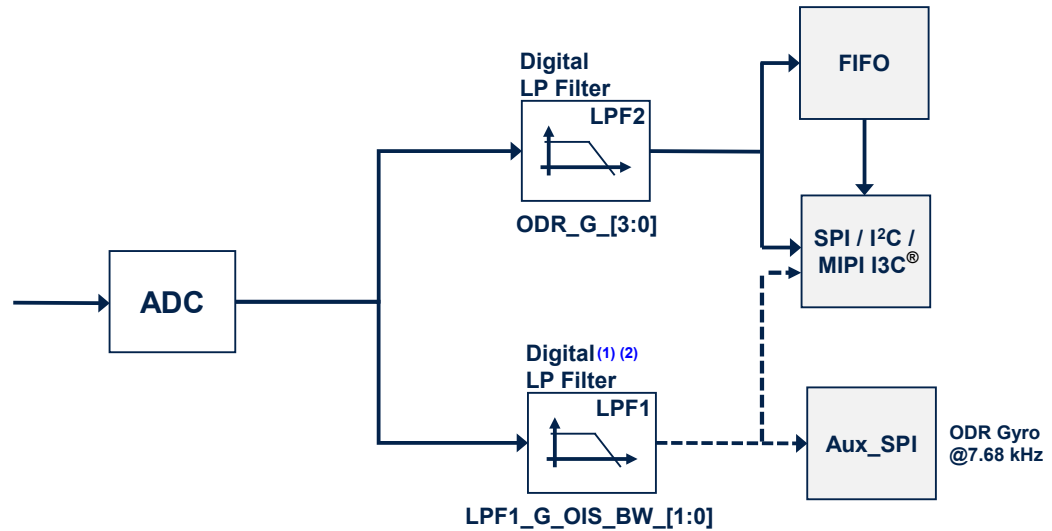 Digital
LP Filter
LPF2
ODR_G_[3:0]
FIFO
SPI / I²C /
MIPI I3C®
ADC
Digital (1) (2)
LP Filter
LPF1
LPF1_G_OIS_BW_[1:0]
Aux_SPI
ODR Gyro
@7.68 kHz